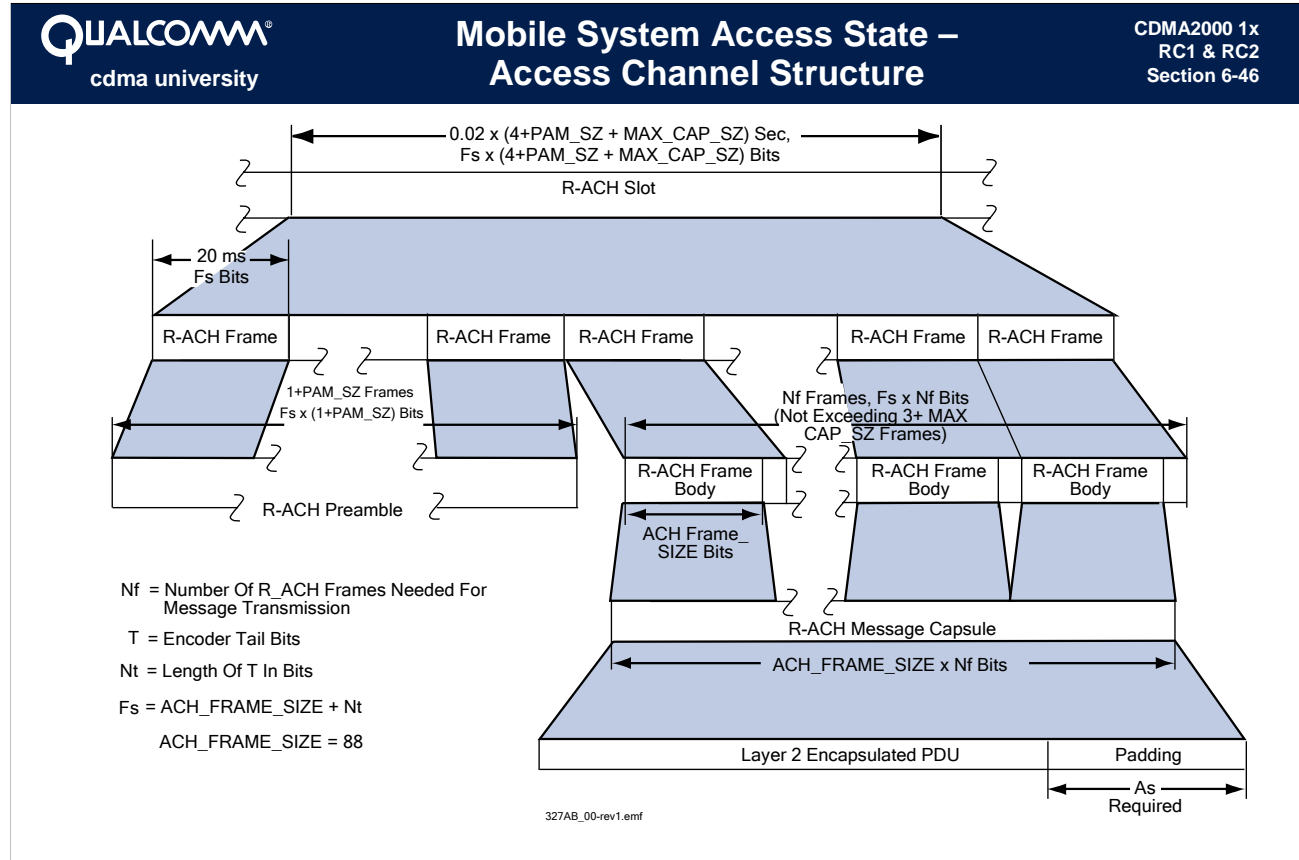 QUALCOMM®
cdma university
Mobile System Access State –
Access Channel Structure
CDMA2000 1x
RC1 & RC2
Section 6-46
0.02 x (4+PAM_SZ + MAX_CAP_SZ) Sec,
Fs x (4+PAM_SZ + MAX_CAP_SZ) Bits
R-ACH Slot
20 ms
Fs Bits
R-ACH Frame
R-ACH Frame
R-ACH Frame
R-ACH Frame
R-ACH Frame
1+PAM_SZ Frames
Fs x (1+PAM_SZ) Bits
Nf Frames, Fs x Nf Bits
(Not Exceeding 3+ MAX
CAP_SZ Frames)
R-ACH Frame
Body
R-ACH Frame
Body
R-ACH Frame
Body
R-ACH Preamble
ACH Frame_
SIZE Bits
Nf = Number Of R_ACH Frames Needed For
Message Transmission
T = Encoder Tail Bits
Nt = Length Of T In Bits
Fs = ACH_FRAME_SIZE + Nt
ACH_FRAME_SIZE = 88
R-ACH Message Capsule
ACH_FRAME_SIZE x Nf Bits
Layer 2 Encapsulated PDU
Padding
As
Required
327AB_00-rev1.emf